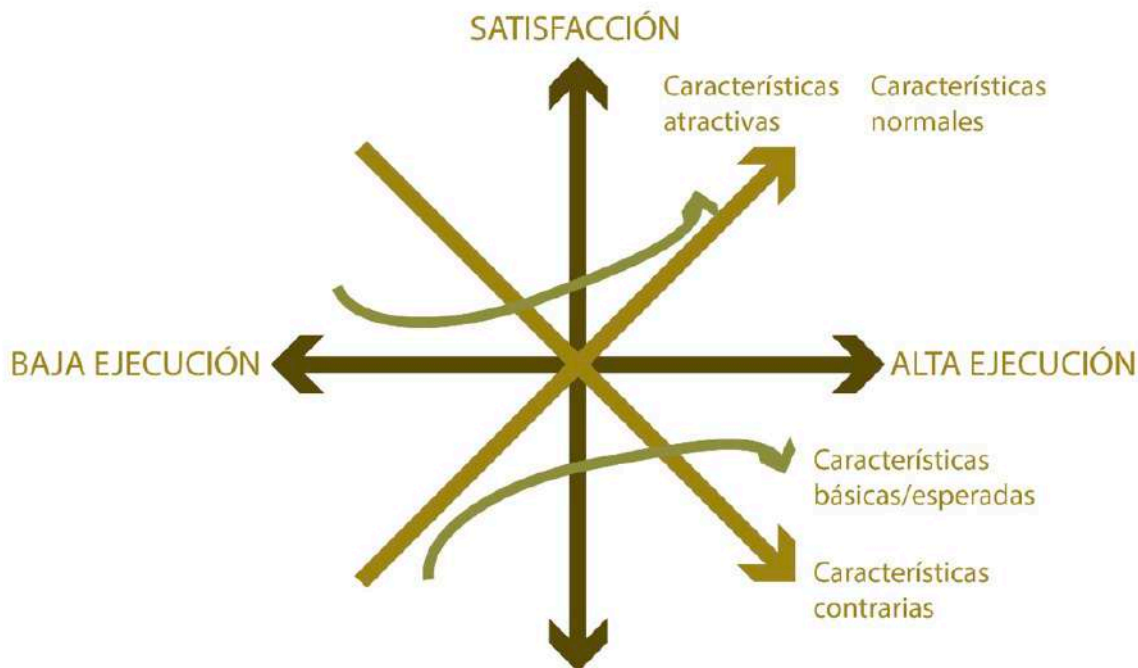 SATISFACCIÓN
Características
atractivas
Características
normales
BAJA EJECUCIÓN
ALTA EJECUCIÓN
Características
básicas/esperadas
Características
contrarias